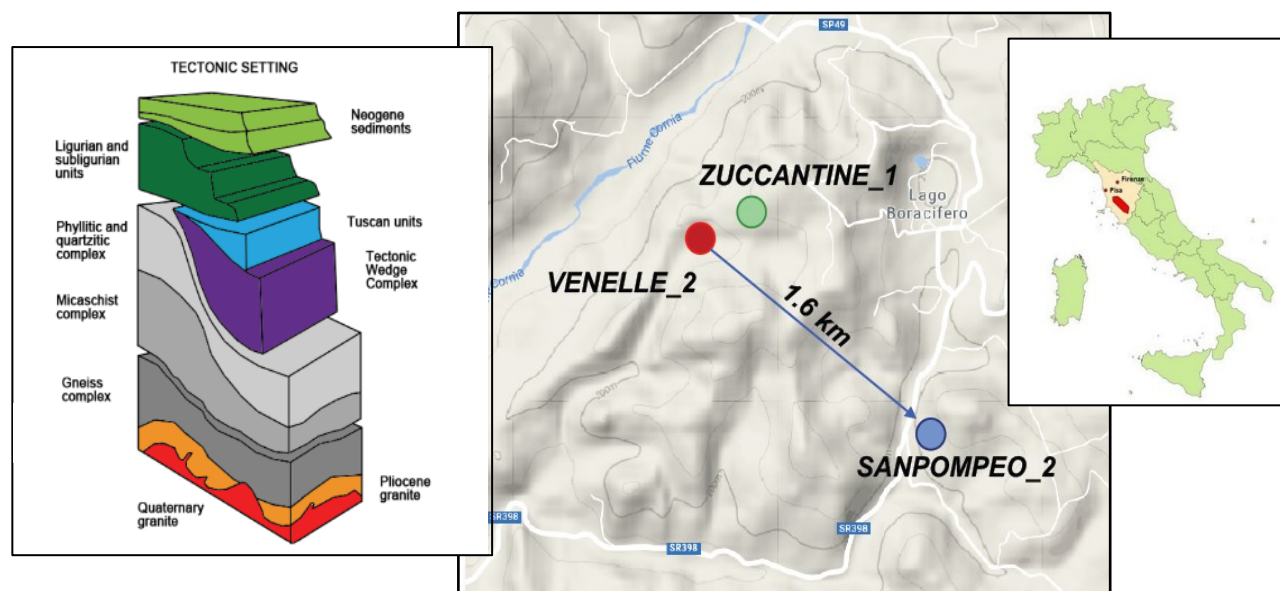 TECTONIC SETTING
Neogene
sediments
Ligurian and
subligurian
units
Phyllitic and
quartzitic
complex
Tuscan units
Tectonic
Wedge
Complex
Micaschist
complex
Gneiss
complex
Pliocene
granite
Quaternary
granite
SP49
200m
Fiume Cornia
ZUCCANTINE_1
Lago
Boracifero
VENELLE_2
Cornia
1.6 km
200m
SANPOMPEO_2
SR398
SR398
SR398
Firenze
Pisa